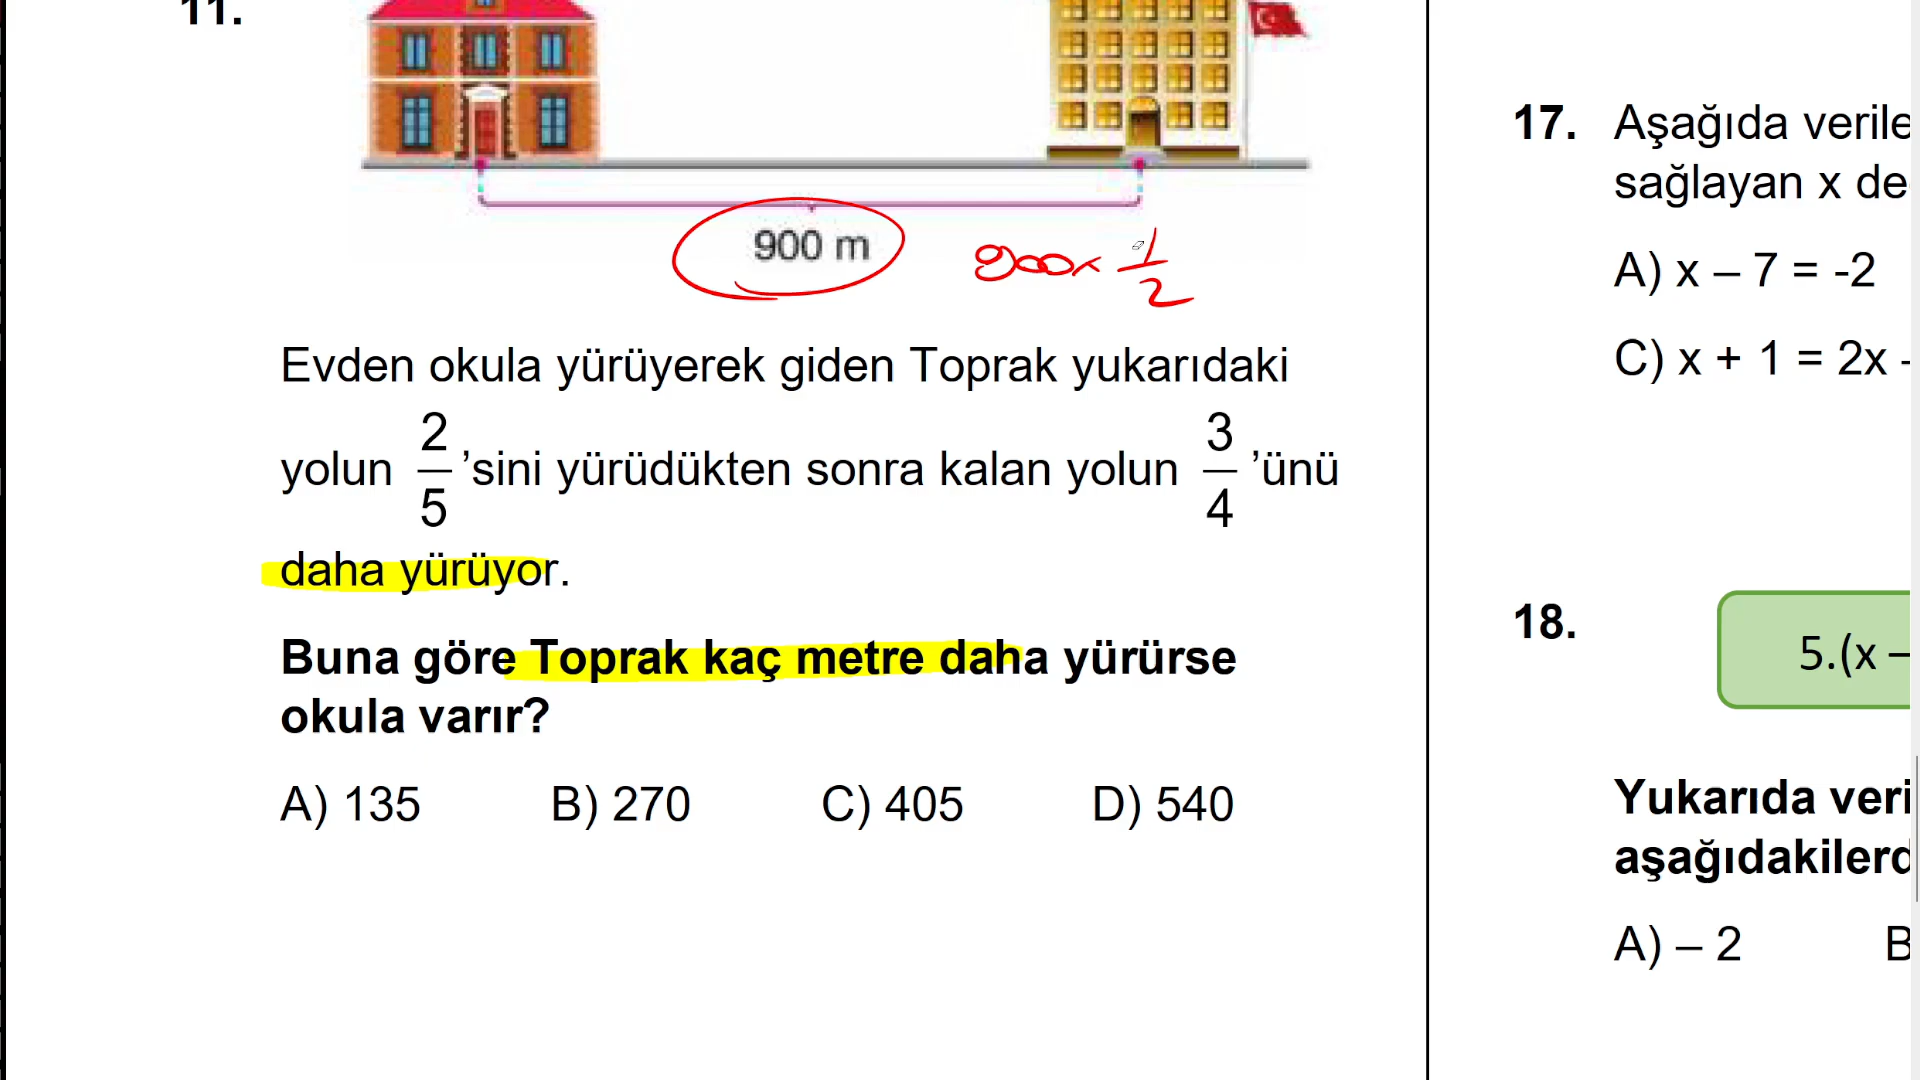 11.
900 m
900 x 1/2
Evden okula yürüyerek giden Toprak yukarıdaki
yolun 2/5 ’sini yürüdükten sonra kalan yolun 3/4 ’ünü
daha yürüyor.
Buna göre Toprak kaç metre daha yürürse
okula varır?
A) 135 B) 270 C) 405 D) 540
17. Aşağıda verile
sağlayan x de
A) x – 7 = -2
C) x + 1 = 2x -
18.
5.(x –
Yukarıda veri
aşağıdakilerd
A) – 2 B